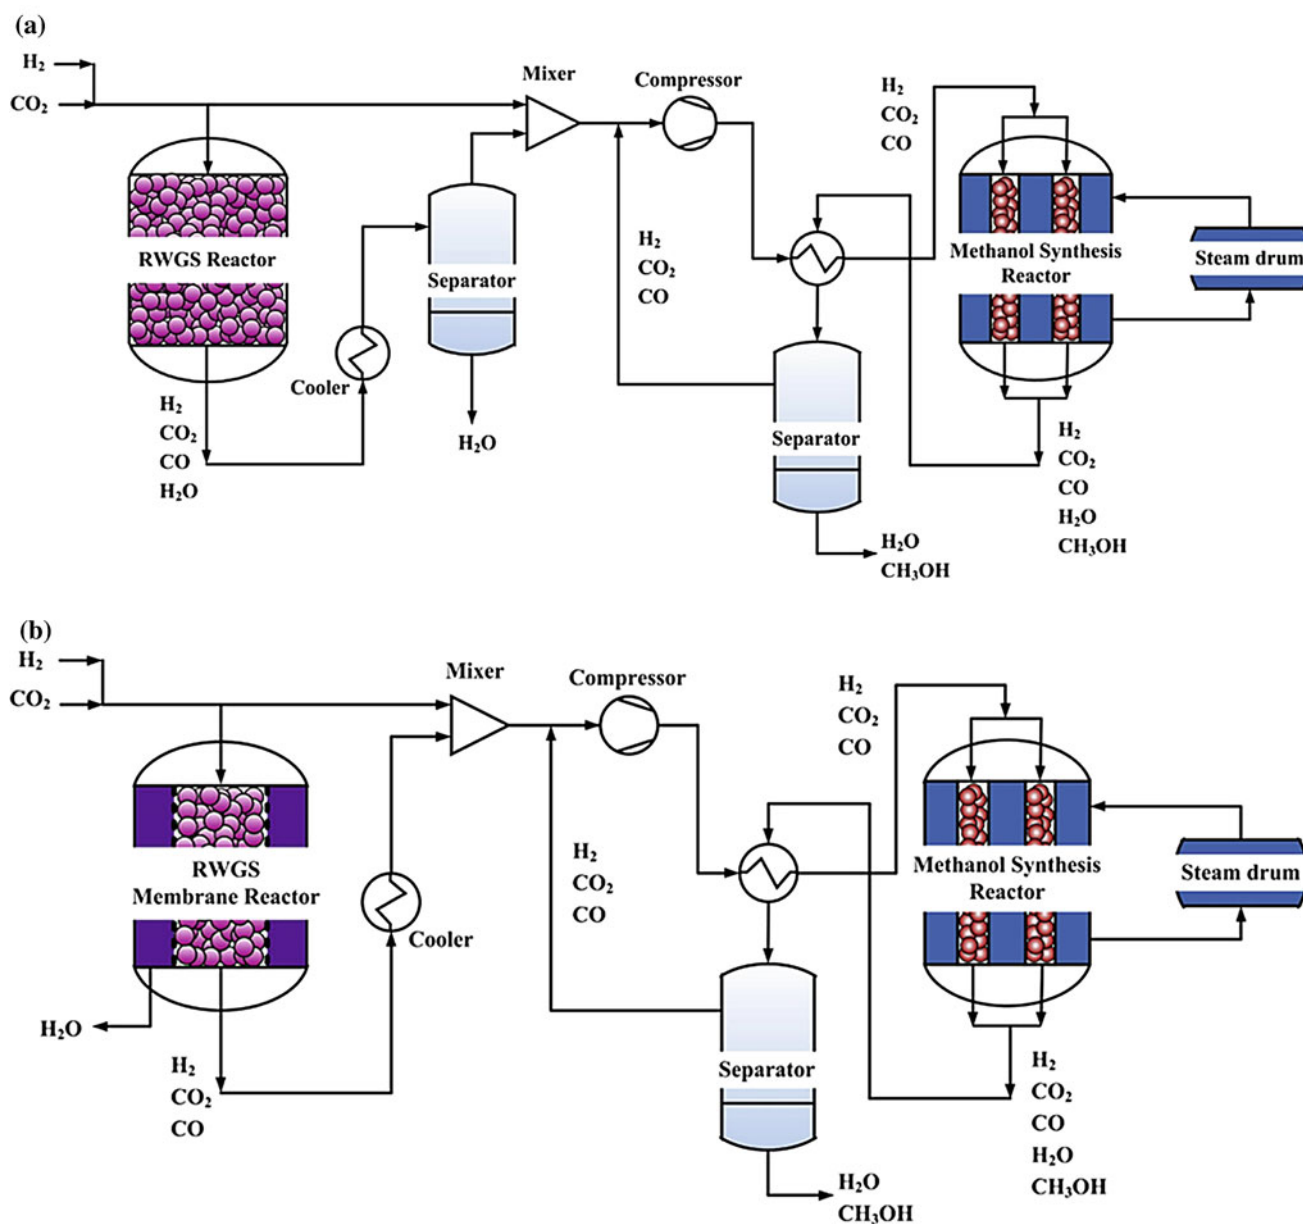 (a)
H₂
CO₂
Mixer
Compressor
H₂
CO₂
CO
RWGS Reactor
Separator
Cooler
H₂
CO₂
CO
H₂O
H₂O
H₂
CO₂
CO
Methanol Synthesis
Reactor
Steam drum
Separator
H₂O
CH₃OH
H₂
CO₂
CO
H₂O
CH₃OH
(b)
H₂
CO₂
Mixer
Compressor
H₂
CO₂
CO
RWGS
Membrane Reactor
Cooler
H₂O
H₂
CO₂
CO
H₂
CO₂
CO
Methanol Synthesis
Reactor
Steam drum
Separator
H₂O
CH₃OH
H₂
CO₂
CO
H₂O
CH₃OH